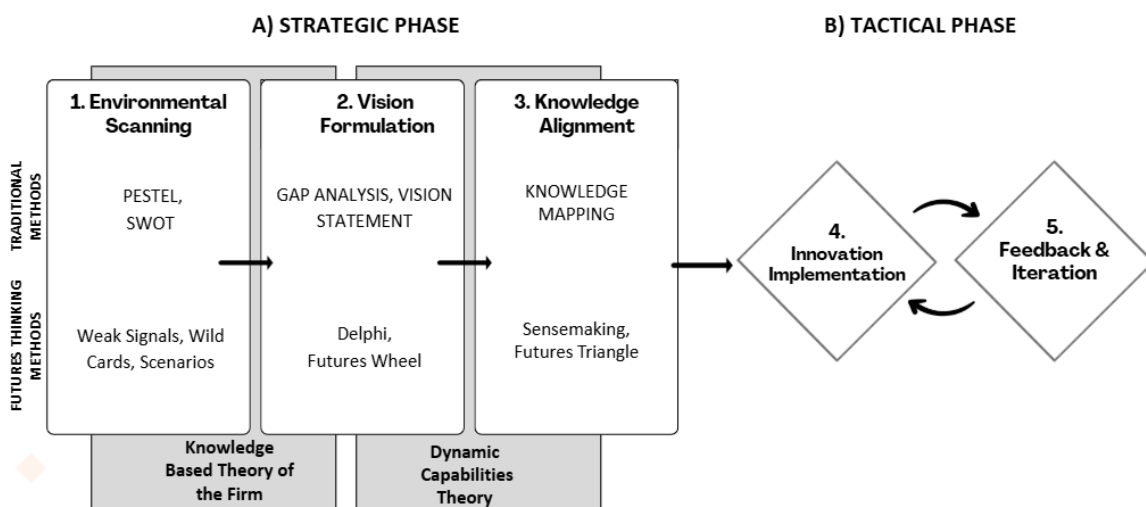 A) STRATEGIC PHASE
B) TACTICAL PHASE
TRADITIONAL
METHODS
FUTURES THINKING
METHODS
1. Environmental
Scanning
PESTEL,
SWOT
Weak Signals, Wild
Cards, Scenarios
2. Vision
Formulation
GAP ANALYSIS, VISION
STATEMENT
Delphi,
Futures Wheel
3. Knowledge
Alignment
KNOWLEDGE
MAPPING
Sensemaking,
Futures Triangle
4.
Innovation
Implementation
5.
Feedback &
Iteration
Knowledge
Based Theory of
the Firm
Dynamic
Capabilities
Theory